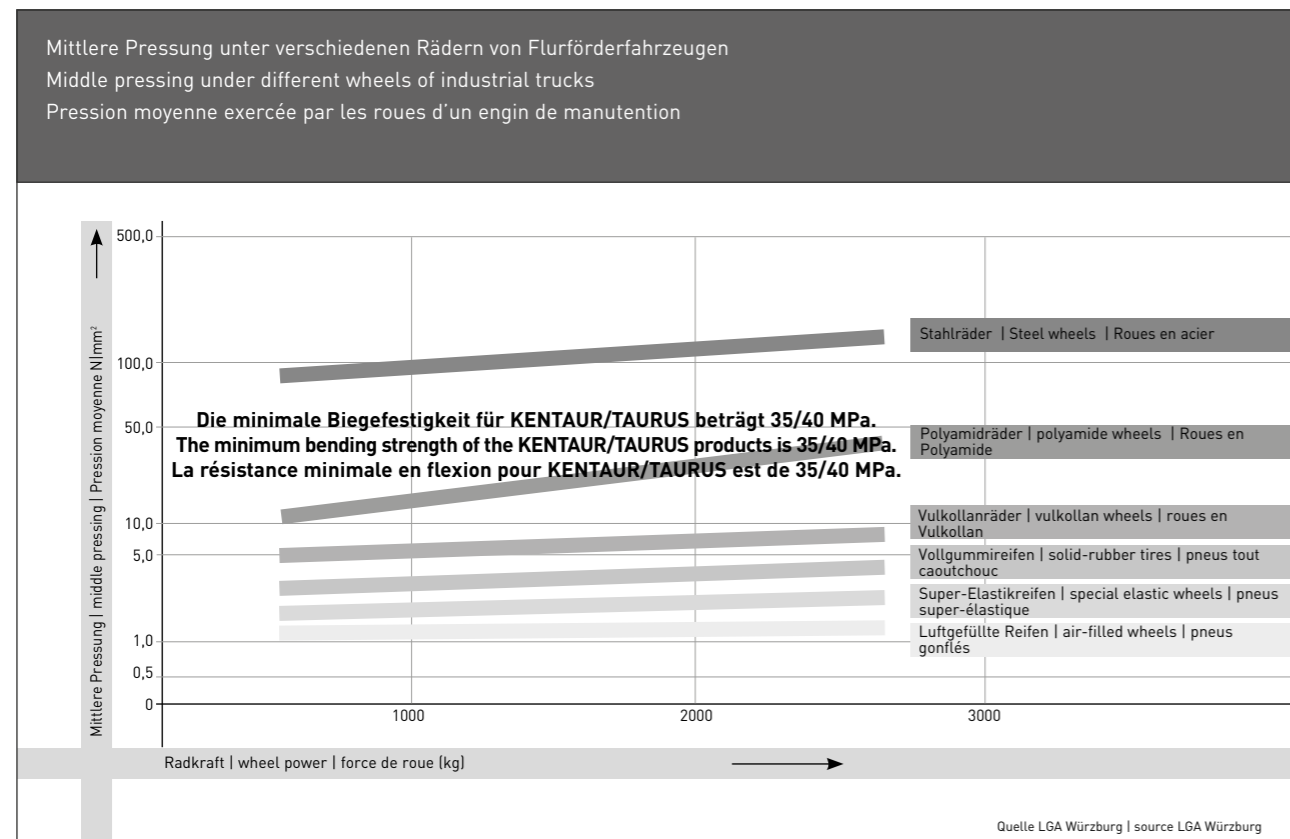 Mittlere Pressung unter verschiedenen Rädern von Flurförderfahrzeugen
Middle pressing under different wheels of industrial trucks
Pression moyenne exercée par les roues d’un engin de manutention
Mittlere Pressung | middle pressing | Pression moyenne N|mm²
500,0
100,0
50,0
10,0
5,0
1,0
0,5
0
Die minimale Biegefestigkeit für KENTAUR/TAURUS beträgt 35/40 MPa.
The minimum bending strength of the KENTAUR/TAURUS products is 35/40 MPa.
La résistance minimale en flexion pour KENTAUR/TAURUS est de 35/40 MPa.
Stahlräder | Steel wheels | Roues en acier
Polyamidräder | polyamide wheels | Roues en
Polyamide
Vulkollanräder | vulkollan wheels | roues en
Vulkollan
Vollgummireifen | solid-rubber tires | pneus tout
caoutchouc
Super-Elastikreifen | special elastic wheels | pneus
super-élastique
Luftgefüllte Reifen | air-filled wheels | pneus
gonflés
1000 2000 3000
Radkraft | wheel power | force de roue (kg)
Quelle LGA Würzburg | source LGA Würzburg